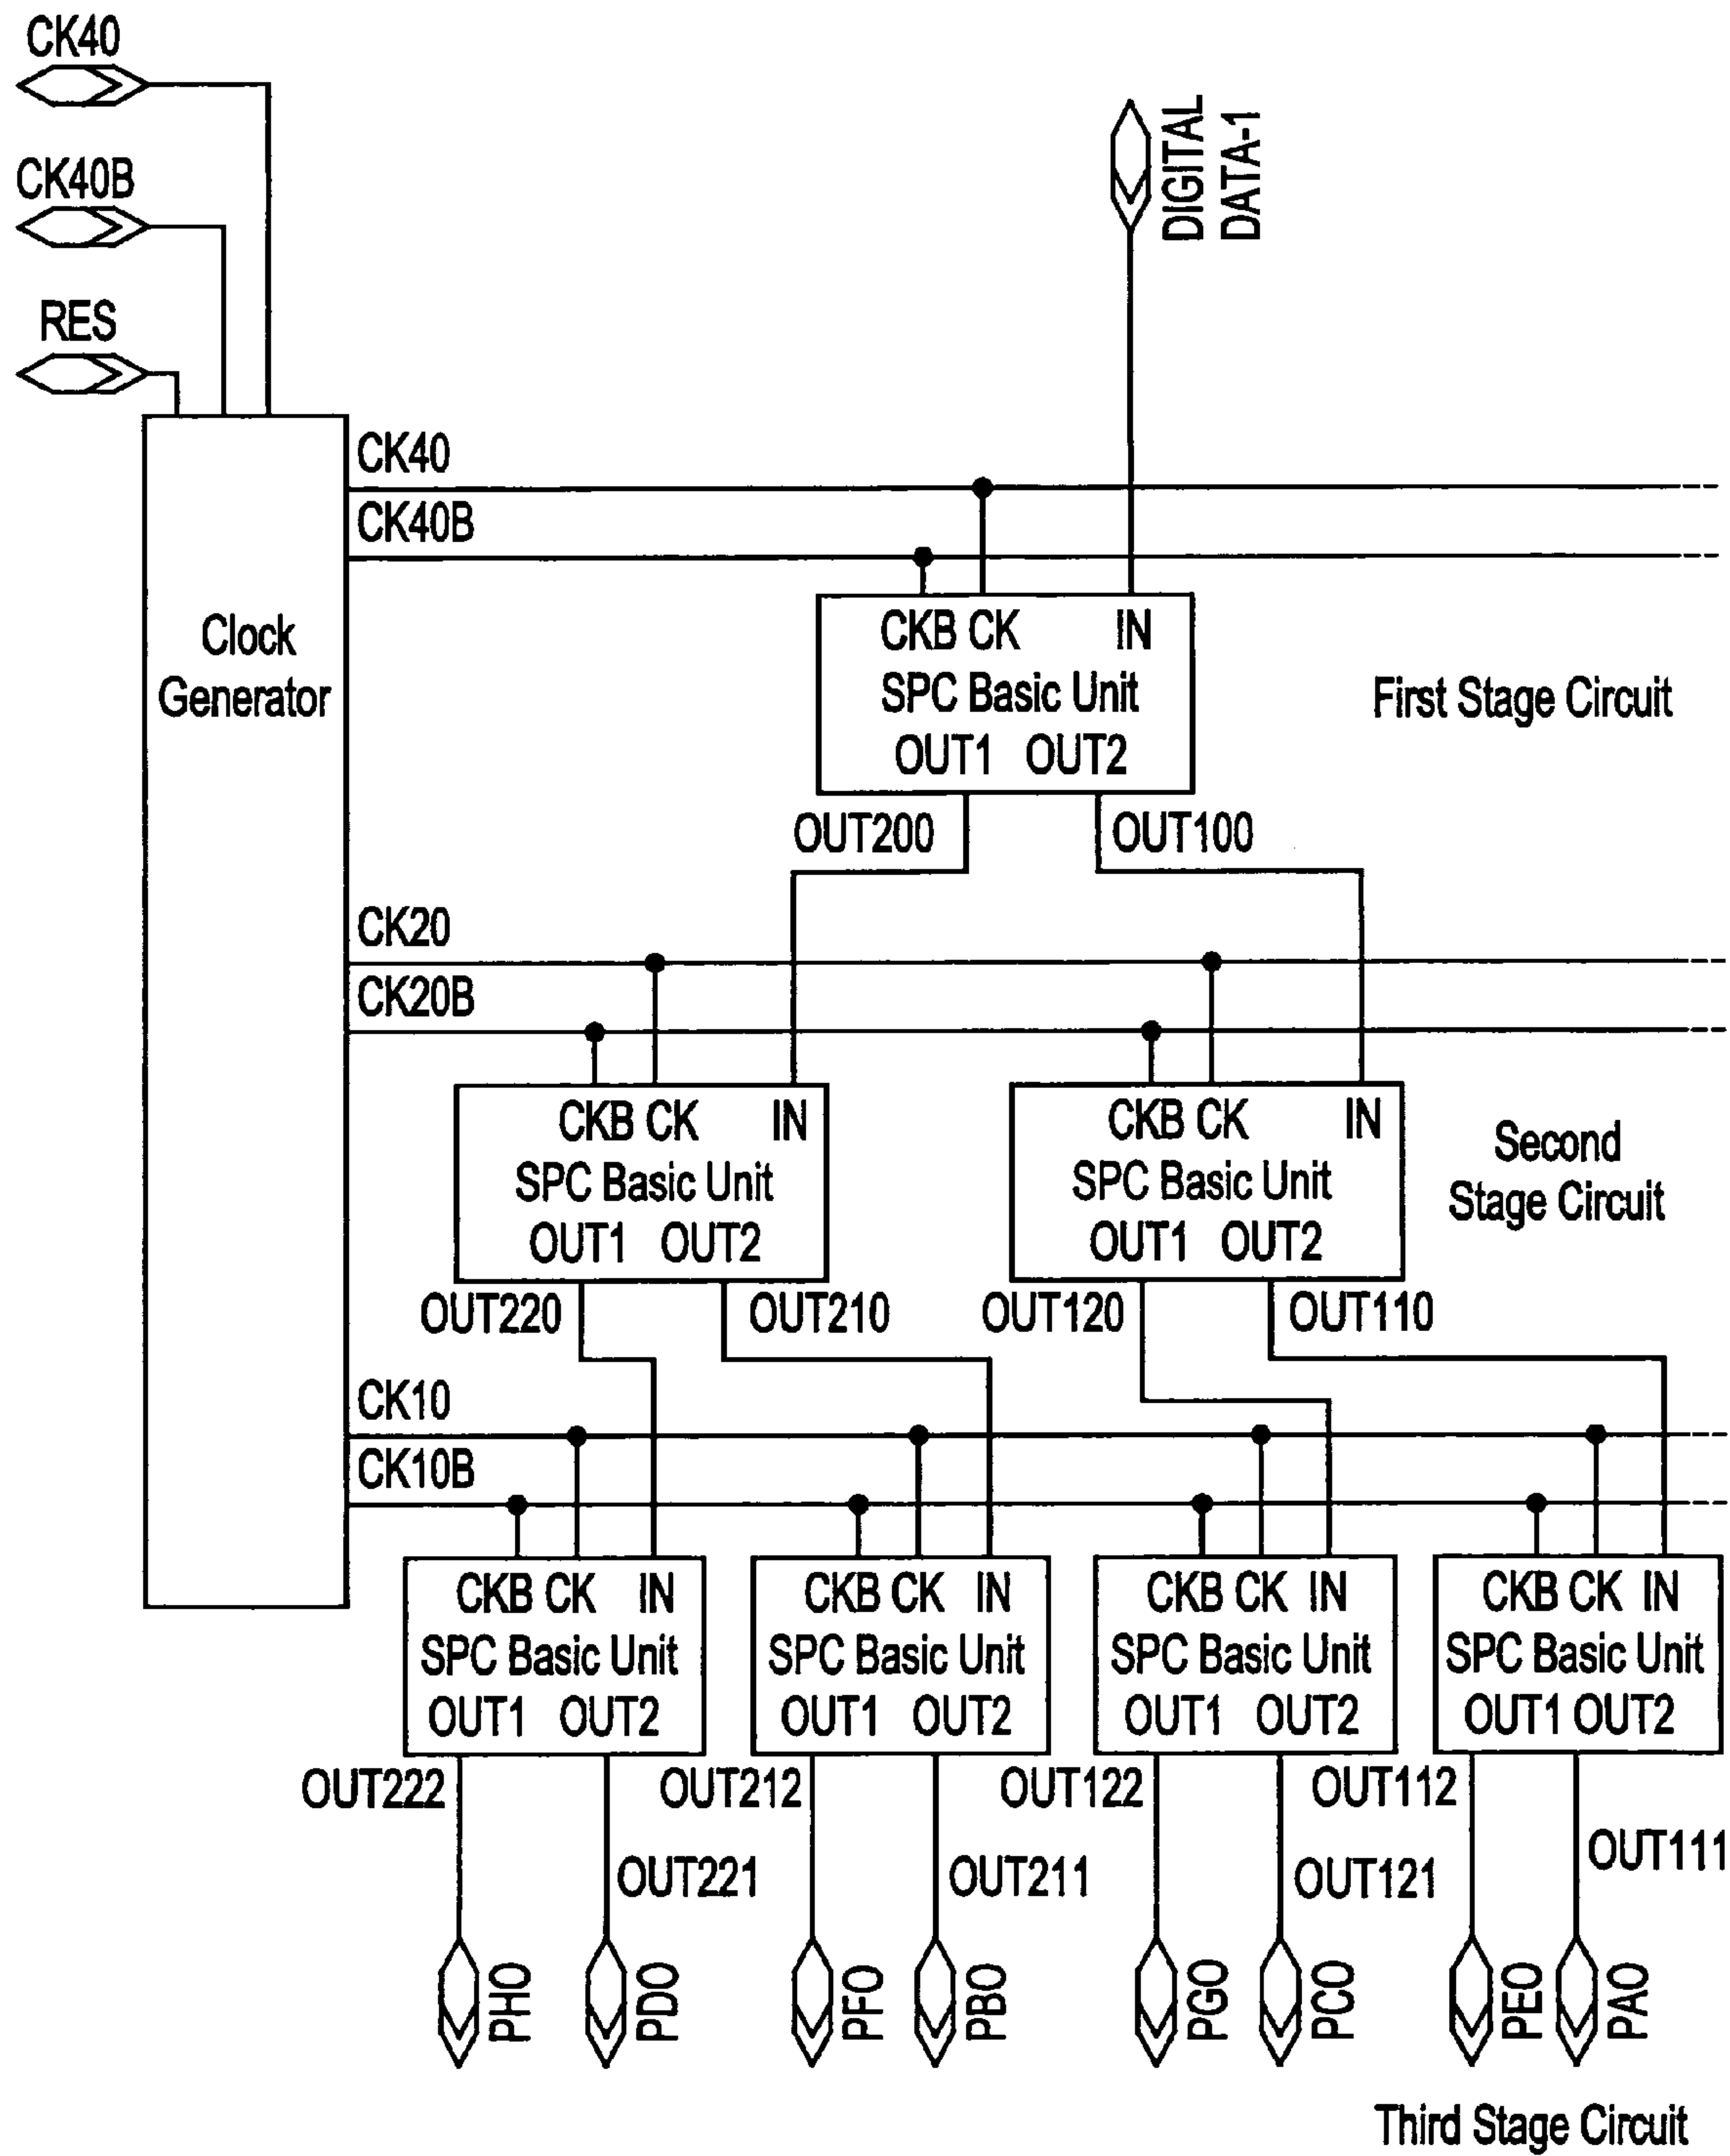 CK40
CK40B
RES
DIGITAL
DATA-1
CK40
CK40B
Clock
Generator
CKB CK IN
SPC Basic Unit
OUT1 OUT2
First Stage Circuit
OUT200
OUT100
CK20
CK20B
CKB CK IN
SPC Basic Unit
OUT1 OUT2
CKB CK IN
SPC Basic Unit
OUT1 OUT2
Second
Stage Circuit
OUT220
OUT210
OUT120
OUT110
CK10
CK10B
CKB CK IN
SPC Basic Unit
OUT1 OUT2
CKB CK IN
SPC Basic Unit
OUT1 OUT2
CKB CK IN
SPC Basic Unit
OUT1 OUT2
CKB CK IN
SPC Basic Unit
OUT1 OUT2
OUT222
OUT212
OUT122
OUT112
OUT221
OUT211
OUT121
OUT111
PHO
PDO
PFO
PBO
PGO
PCO
PEO
PAO
Third Stage Circuit